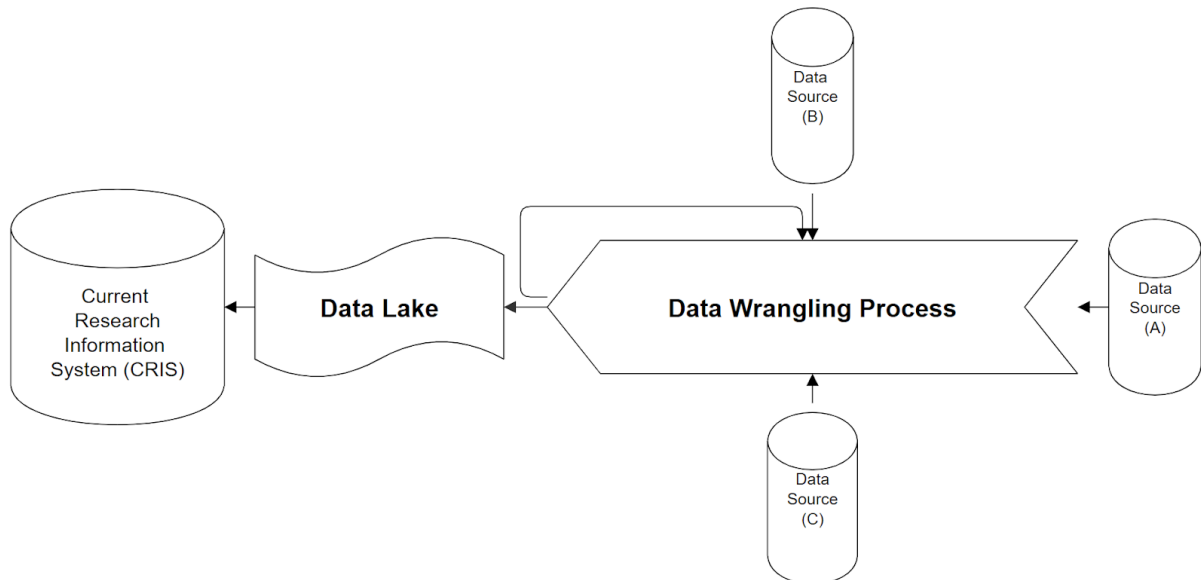 Data
Source
(B)
Current
Research
Information
System (CRIS)
Data Lake
Data Wrangling Process
Data
Source
(A)
Data
Source
(C)